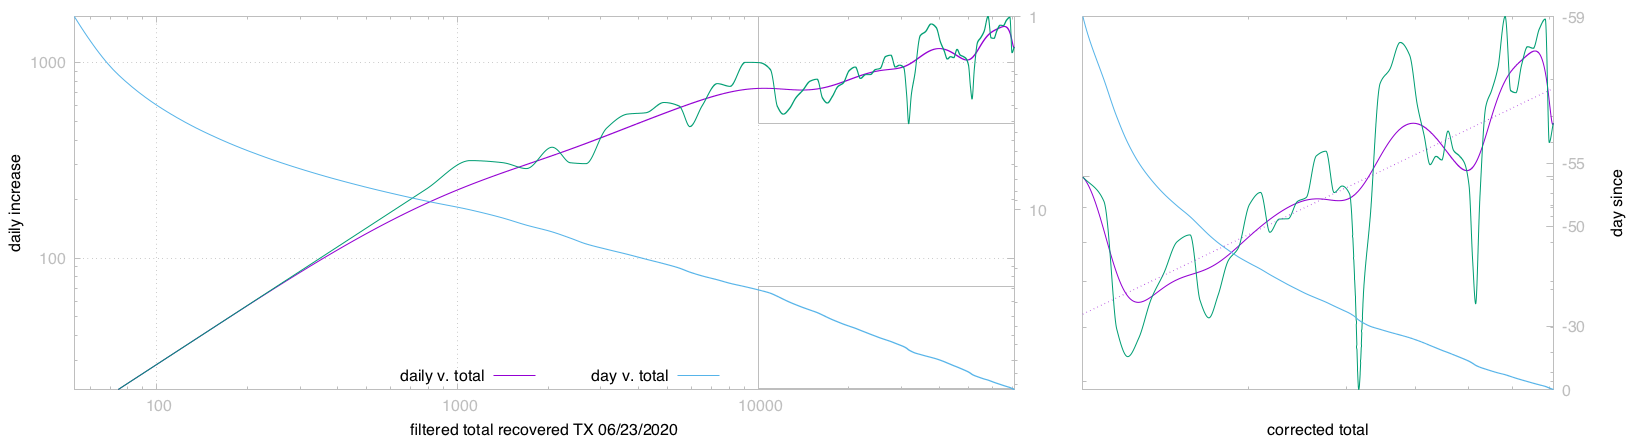 1000
100
daily increase
100
1000
10000
daily v. total
day v. total
filtered total recovered TX 06/23/2020
1
10
-59
-55
-50
-30
0
day since
corrected total